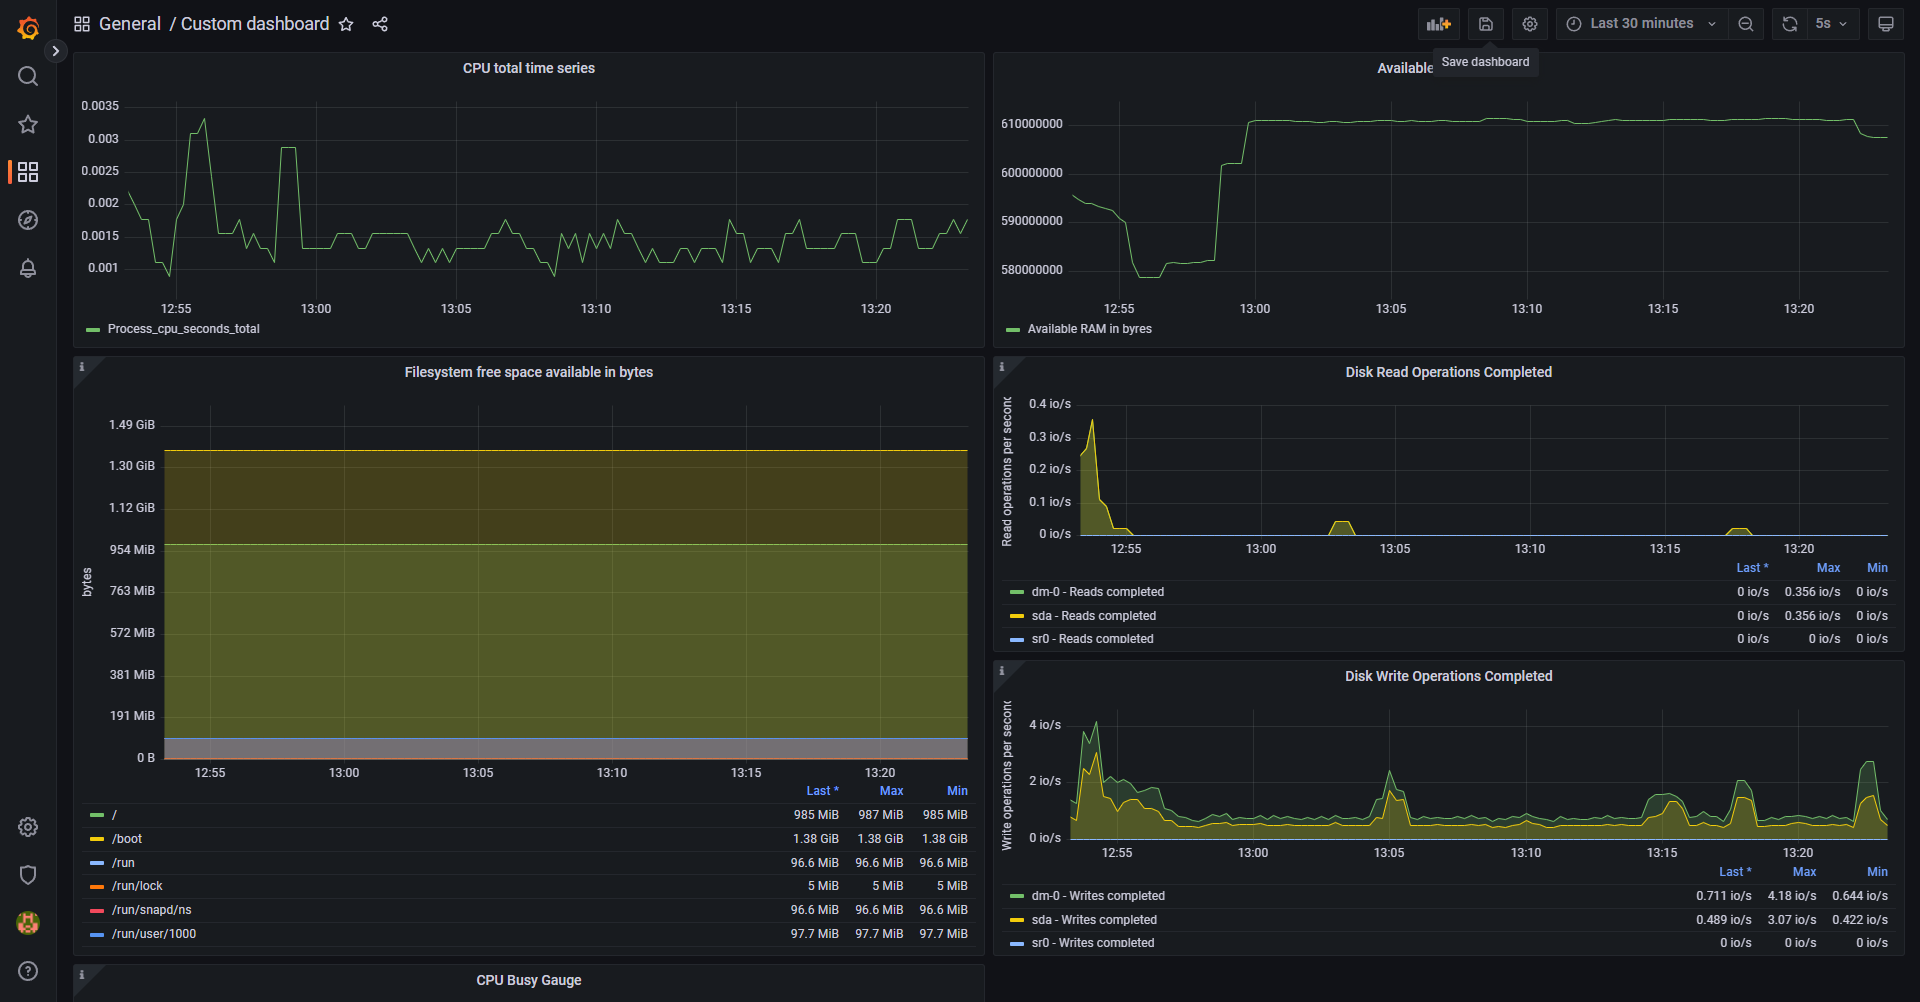 General / Custom dashboard
Last 30 minutes
5s
Save dashboard
CPU total time series
0.0035
0.003
0.0025
0.002
0.0015
0.001
12:55 13:00 13:05 13:10 13:15 13:20
Process_cpu_seconds_total
Available
610000000
600000000
590000000
580000000
12:55 13:00 13:05 13:10 13:15 13:20
Available RAM in byres
Filesystem free space available in bytes
bytes
1.49 GiB
1.30 GiB
1.12 GiB
954 MiB
763 MiB
572 MiB
381 MiB
191 MiB
0 B
12:55 13:00 13:05 13:10 13:15 13:20
Last * Max Min
/ 985 MiB 987 MiB 985 MiB
/boot 1.38 GiB 1.38 GiB 1.38 GiB
/run 96.6 MiB 96.6 MiB 96.6 MiB
/run/lock 5 MiB 5 MiB 5 MiB
/run/snapd/ns 96.6 MiB 96.6 MiB 96.6 MiB
/run/user/1000 97.7 MiB 97.7 MiB 97.7 MiB
Disk Read Operations Completed
Read operations per second
0.4 io/s
0.3 io/s
0.2 io/s
0.1 io/s
0 io/s
12:55 13:00 13:05 13:10 13:15 13:20
Last * Max Min
dm-0 - Reads completed 0 io/s 0.356 io/s 0 io/s
sda - Reads completed 0 io/s 0.356 io/s 0 io/s
sr0 - Reads completed 0 io/s 0 io/s 0 io/s
Disk Write Operations Completed
Write operations per second
4 io/s
2 io/s
0 io/s
12:55 13:00 13:05 13:10 13:15 13:20
Last * Max Min
dm-0 - Writes completed 0.711 io/s 4.18 io/s 0.644 io/s
sda - Writes completed 0.489 io/s 3.07 io/s 0.422 io/s
sr0 - Writes completed 0 io/s 0 io/s 0 io/s
CPU Busy Gauge